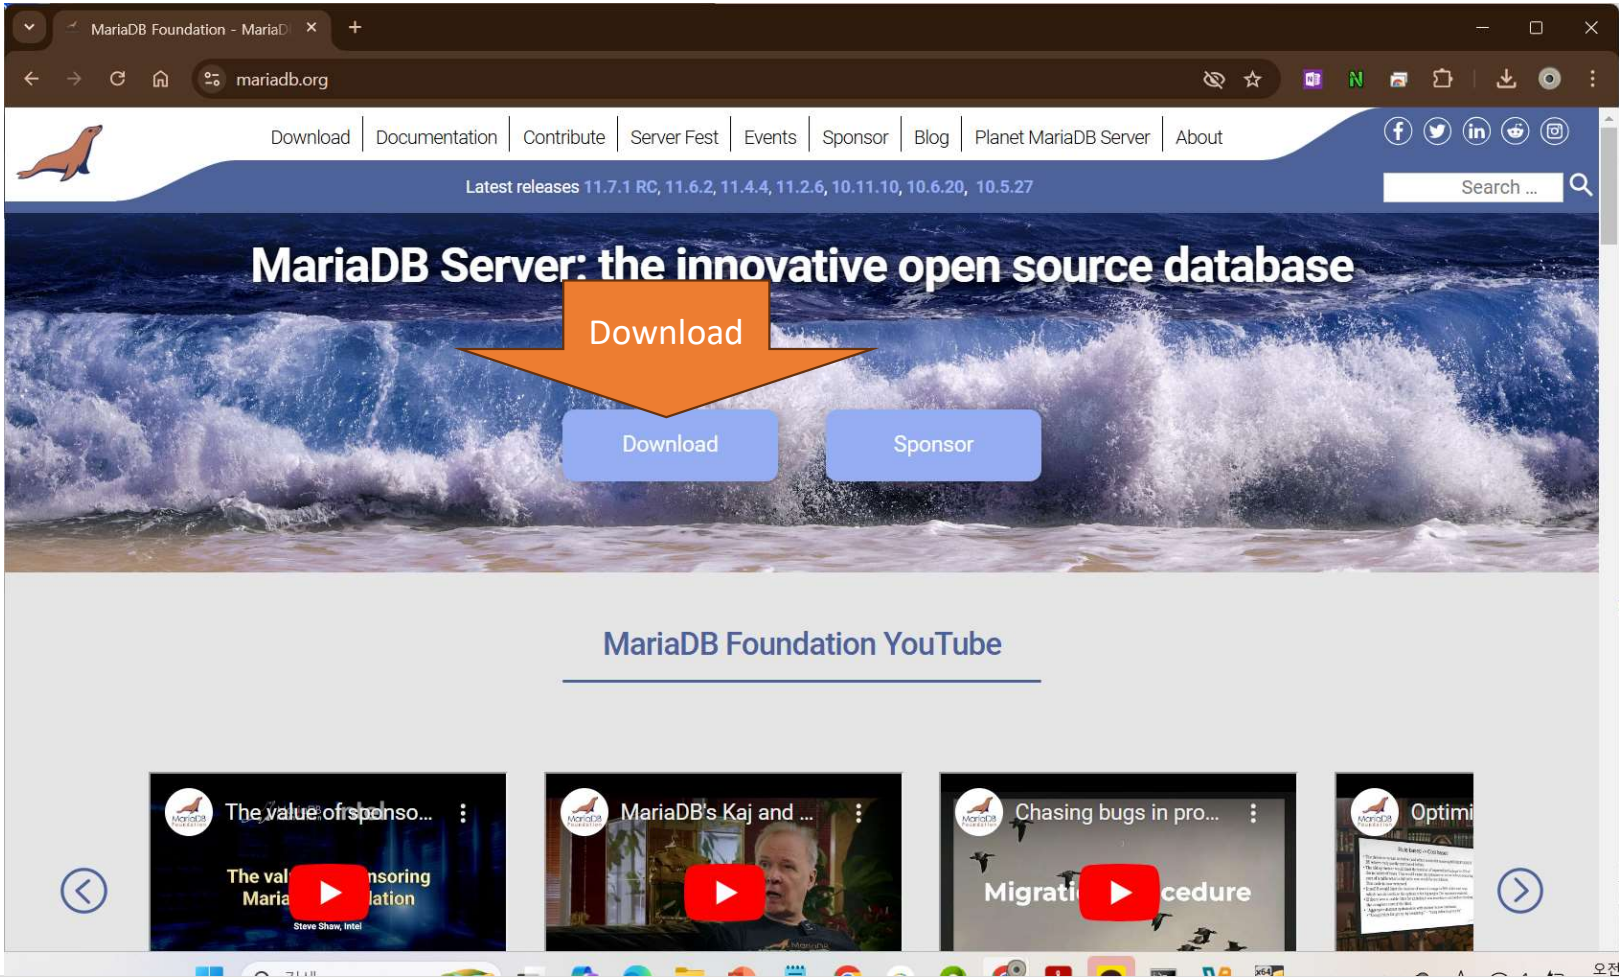 MariaDB Foundation - MariaD
mariadb.org
Download
Documentation
Contribute
Server Fest
Events
Sponsor
Blog
Planet MariaDB Server
About
Latest releases 11.7.1 RC, 11.6.2, 11.4.4, 11.2.6, 10.11.10, 10.6.20, 10.5.27
Search ...
MariaDB Server: the innovative open source database
Download
Download
Sponsor
MariaDB Foundation YouTube
The value of sponso...
MariaDB's Kaj and ...
Chasing bugs in pro...
Optimi
Steve Shaw, Intel